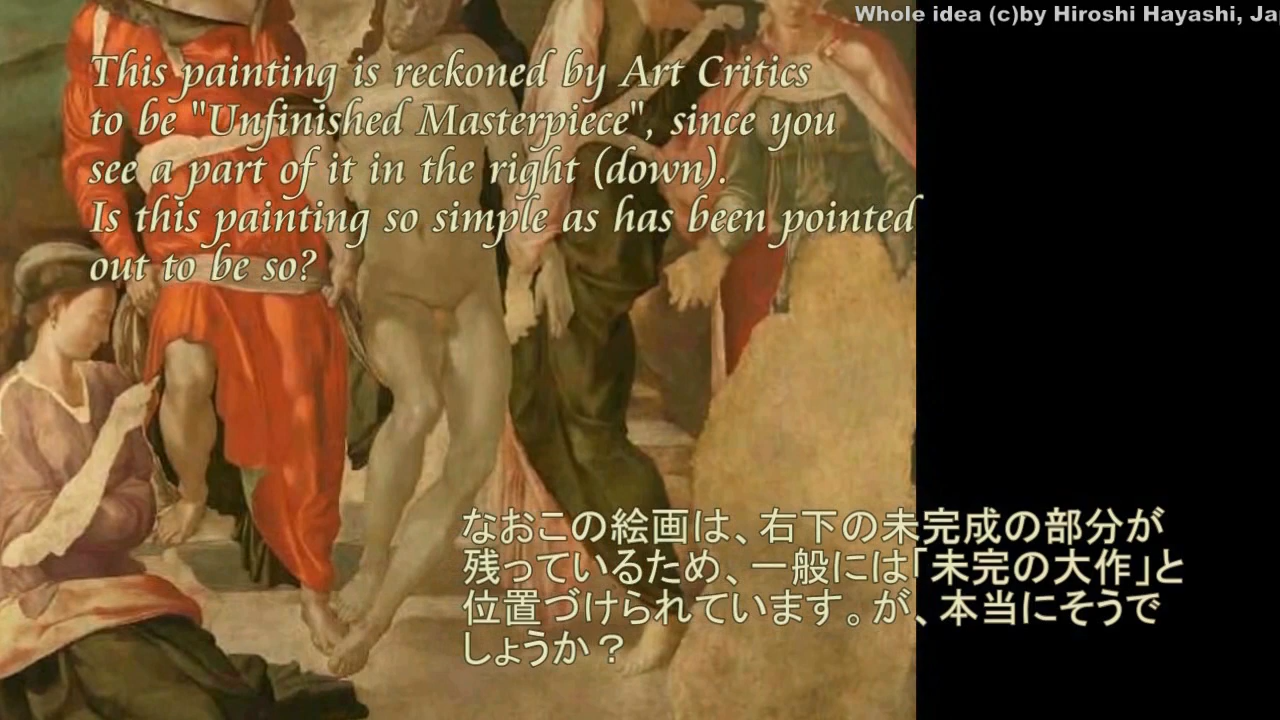 Whole idea (c)by Hiroshi Hayashi, Ja
This painting is reckoned by Art Critics
to be "Unfinished Masterpiece", since you
see a part of it in the right (down).
Is this painting so simple as has been pointed
out to be so?
なおこの絵画は、右下の未完成の部分が
残っているため、一般には「未完の大作」と
位置づけられています。が、本当にそうで
しょうか？